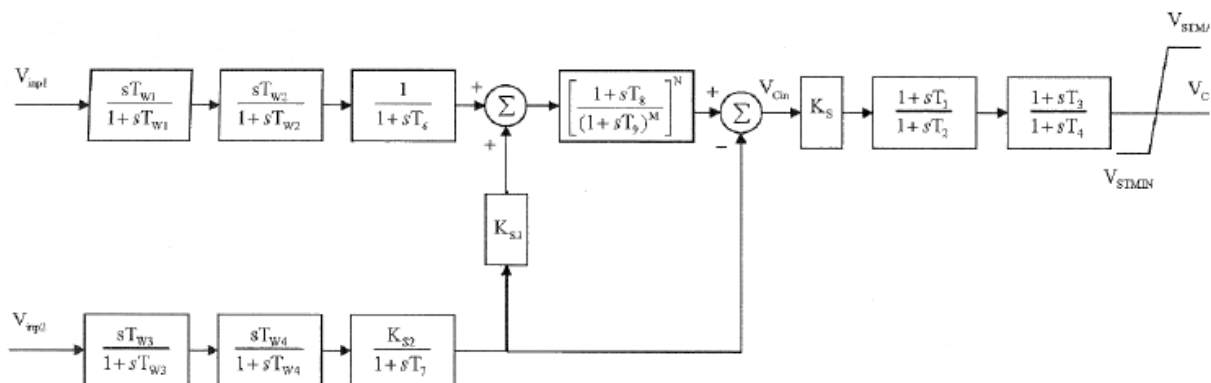 V_STMA
V_inp1
sT_W1 / 1 + sT_W1
sT_W2 / 1 + sT_W2
1 / 1 + sT_6
+
Σ
+
[ 1 + sT_8 / (1 + sT_9)^M ]^N
+
Σ
−
V_Cin
K_S
1 + sT_1 / 1 + sT_2
1 + sT_3 / 1 + sT_4
V_C
V_STMIN
V_inp2
sT_W3 / 1 + sT_W3
sT_W4 / 1 + sT_W4
K_S2 / 1 + sT_7